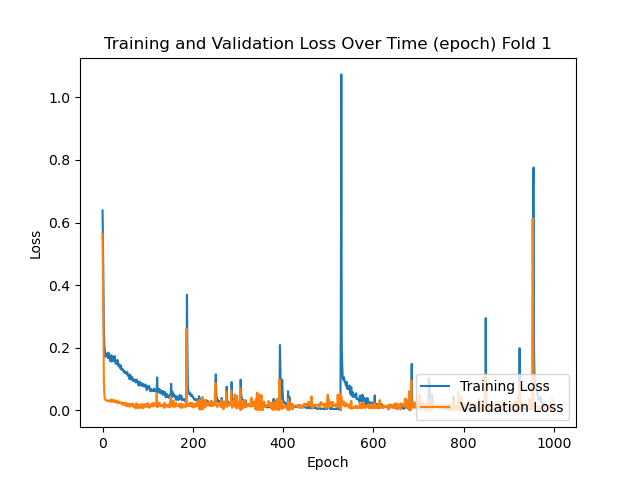 Training and Validation Loss Over Time (epoch) Fold 1
1.0
0.8
0.6
0.4
0.2
0.0
Loss
Training Loss
Validation Loss
0 200 400 600 800 1000
Epoch